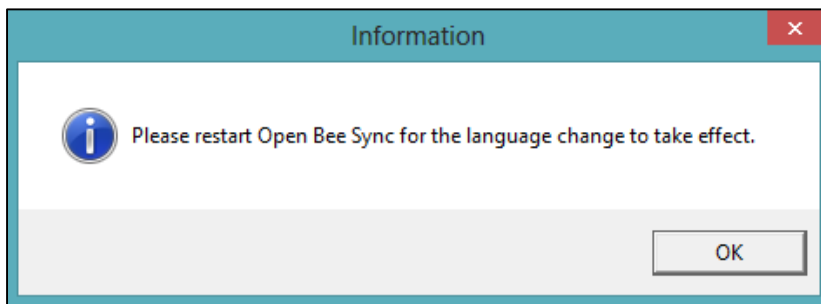 Information
Please restart Open Bee Sync for the language change to take effect.
OK